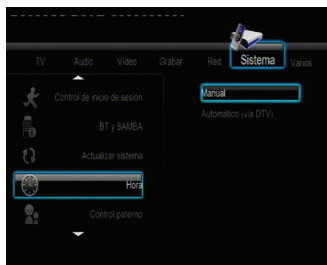 TV Audio Vídeo Grabar Red Sistema Varios
Control de inicio de sesión
BT y SAMBA
Actualizar sistema
Hora
Control paterno
Manual
Automático (vía DTV)